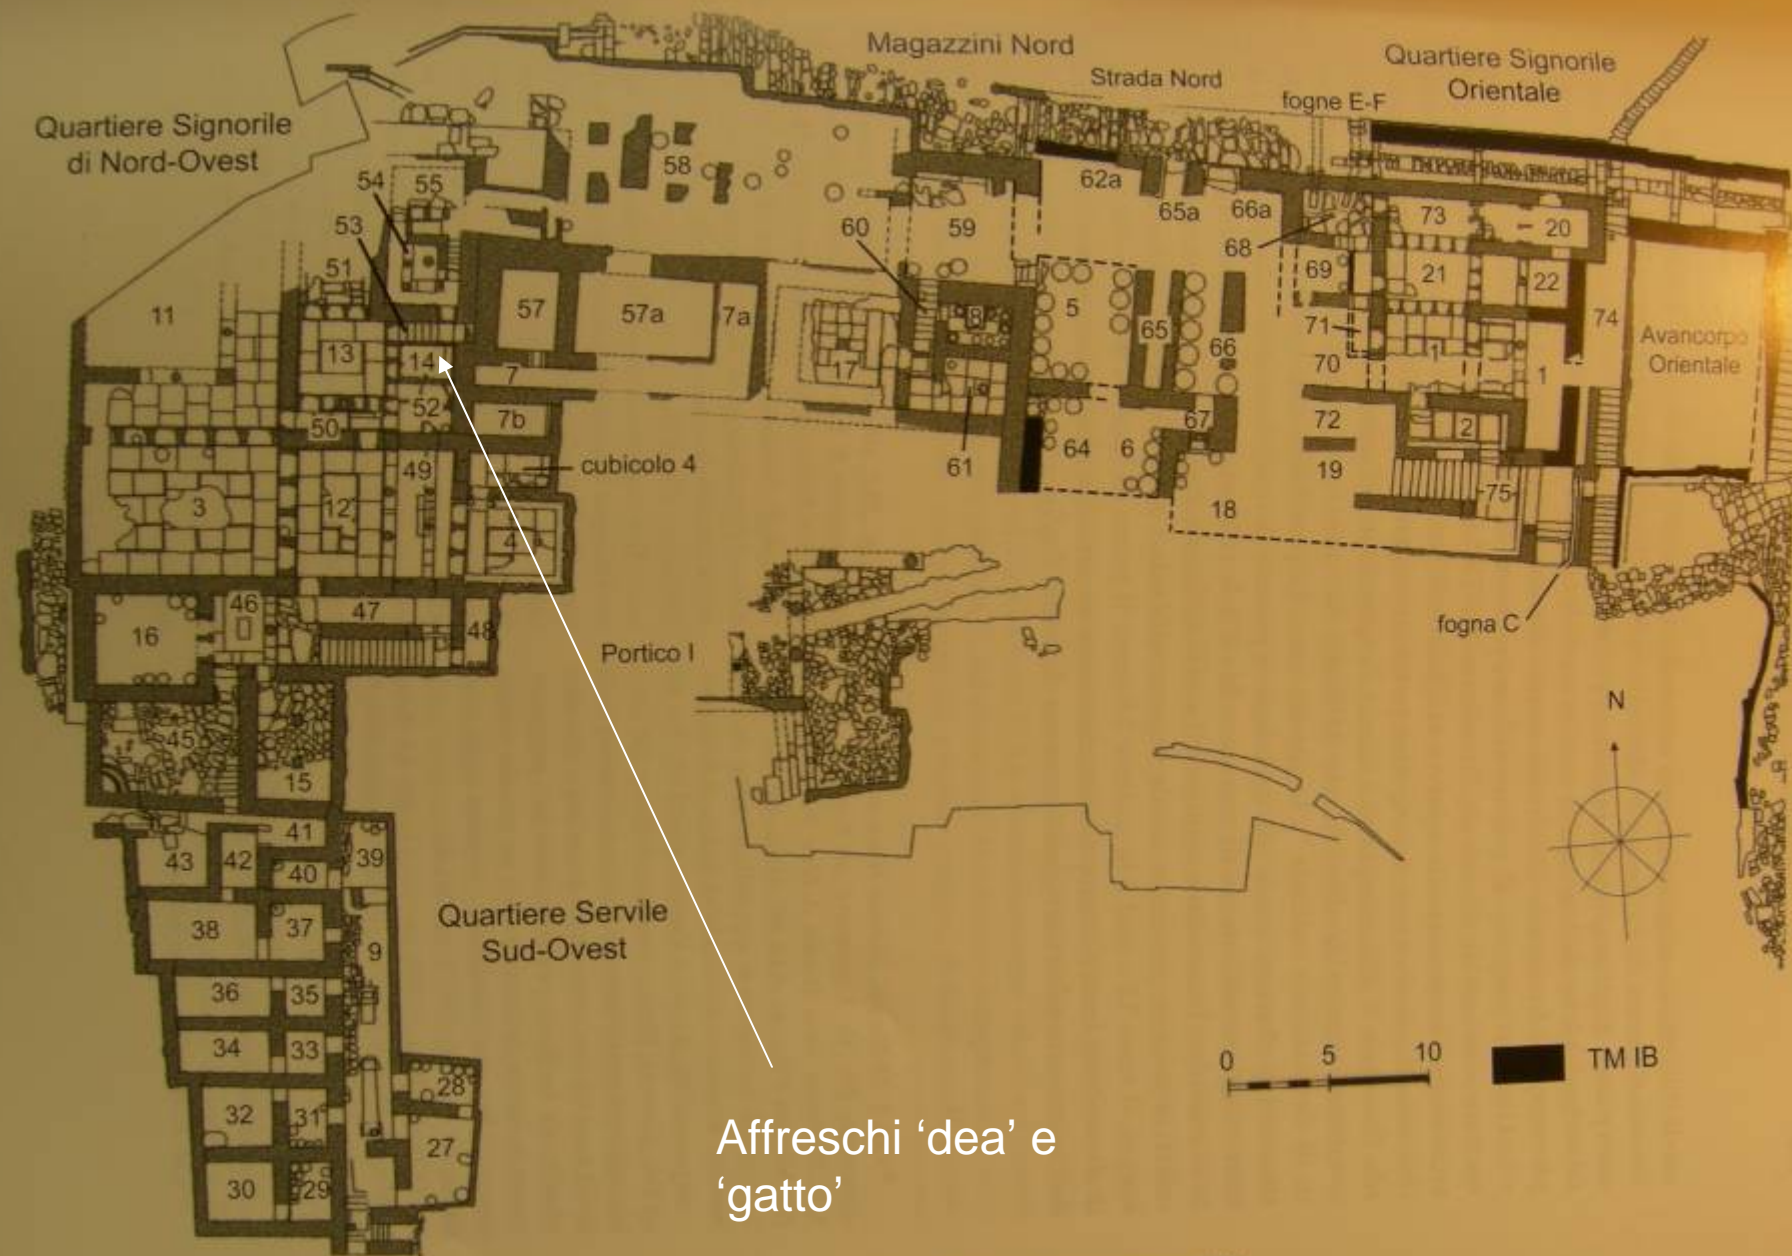 Magazzini Nord
Strada Nord
Quartiere Signorile
Orientale
fogne E-F
Quartiere Signorile
di Nord-Ovest
54
55
58
62a
65a
66a
73
20
53
60
59
68
51
69
21
22
11
57
57a
7a
8
5
65
71
74
13
14
17
66
70
1
1
Avancorpo
Orientale
7
52
50
7b
67
72
2
49
cubicolo 4
61
64
6
19
3
12
4
18
75
46
47
48
16
fogna C
Portico I
45
15
N
41
43
42
40
39
38
37
9
Quartiere Servile
Sud-Ovest
36
35
34
33
0 5 10
TM IB
28
32
31
27
30
29
Affreschi ‘dea’ e
‘gatto’